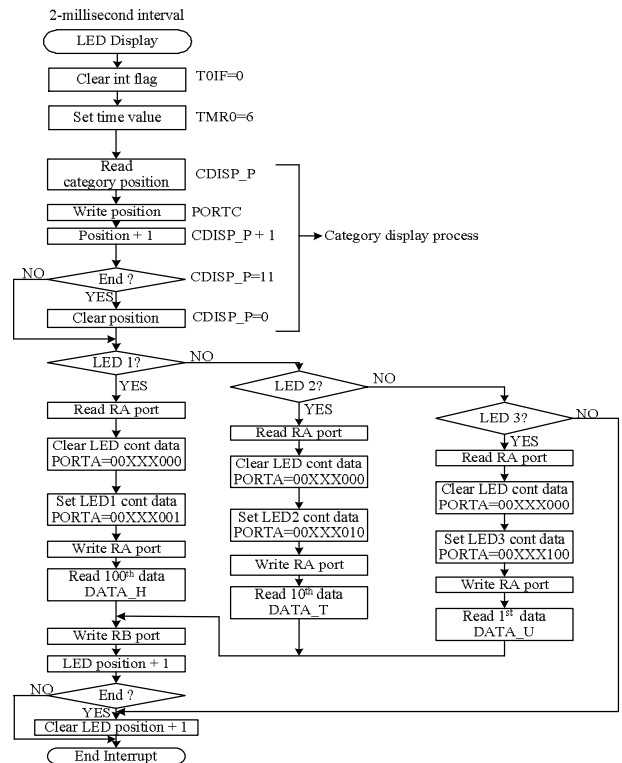 2-millisecond interval
LED Display
Clear int flag
T0IF=0
Set time value
TMR0=6
Read
category position
CDISP_P
Write position
PORTC
Position + 1
CDISP_P + 1
Category display process
End ?
CDISP_P=11
NO
YES
Clear position
CDISP_P=0
LED 1?
NO
YES
Read RA port
Clear LED cont data
PORTA=00XXX000
Set LED1 cont data
PORTA=00XXX001
Write RA port
Read 100th data
DATA_H
LED 2?
NO
YES
Read RA port
Clear LED cont data
PORTA=00XXX000
Set LED2 cont data
PORTA=00XXX010
Write RA port
Read 10th data
DATA_T
LED 3?
NO
YES
Read RA port
Clear LED cont data
PORTA=00XXX000
Set LED3 cont data
PORTA=00XXX100
Write RA port
Read 1st data
DATA_U
Write RB port
LED position + 1
End ?
NO
YES
Clear LED position + 1
End Interrupt